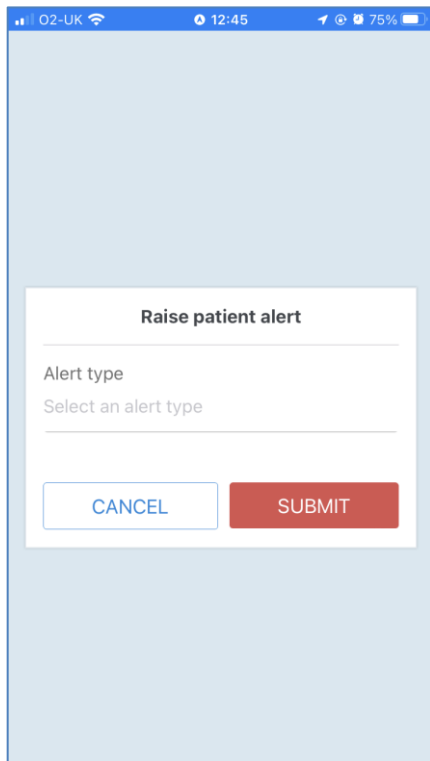 O2-UK 12:45 75%
Raise patient alert
Alert type
Select an alert type
CANCEL SUBMIT